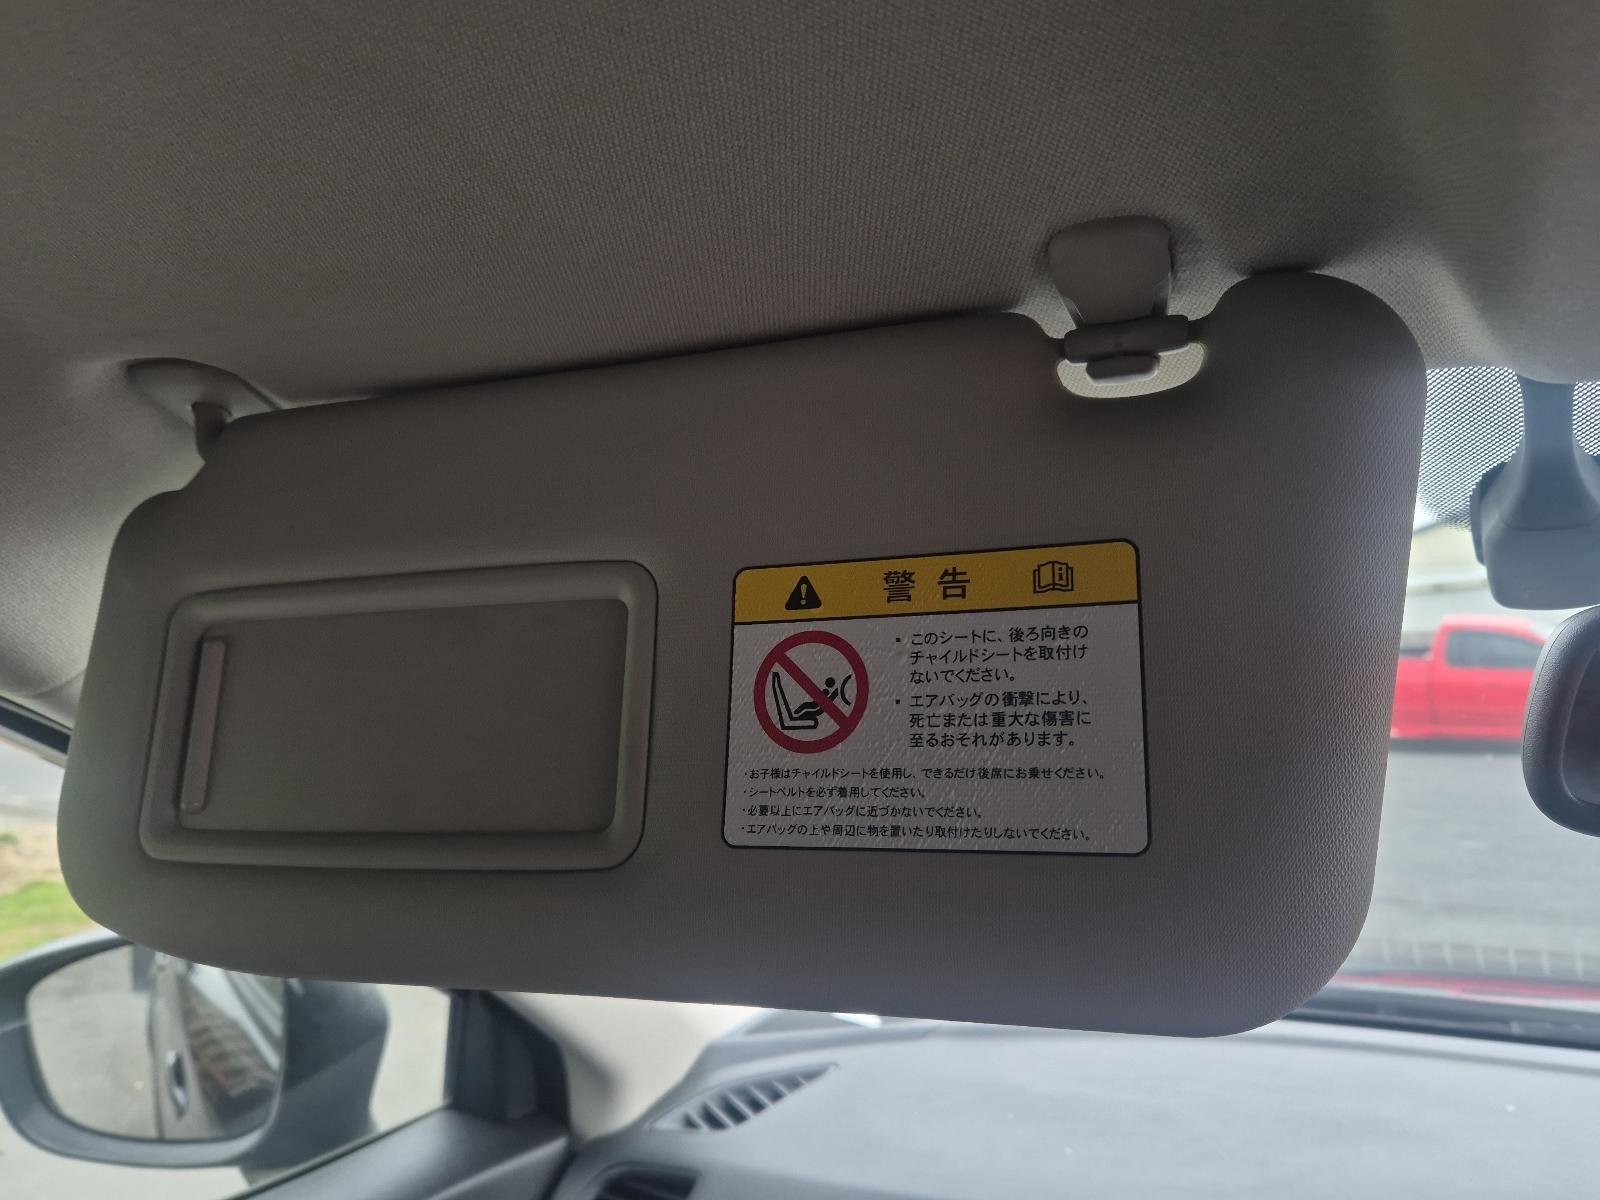 警告
・このシートに、後ろ向きの
チャイルドシートを取付け
ないでください。
・エアバッグの衝撃により、
死亡または重大な傷害に
至るおそれがあります。
・お子様はチャイルドシートを使用し、できるだけ後席にお乗せください。
・シートベルトを必ず着用してください。
・必要以上にエアバッグに近づかないでください。
・エアバッグの上や周辺に物を置いたり取付けたりしないでください。